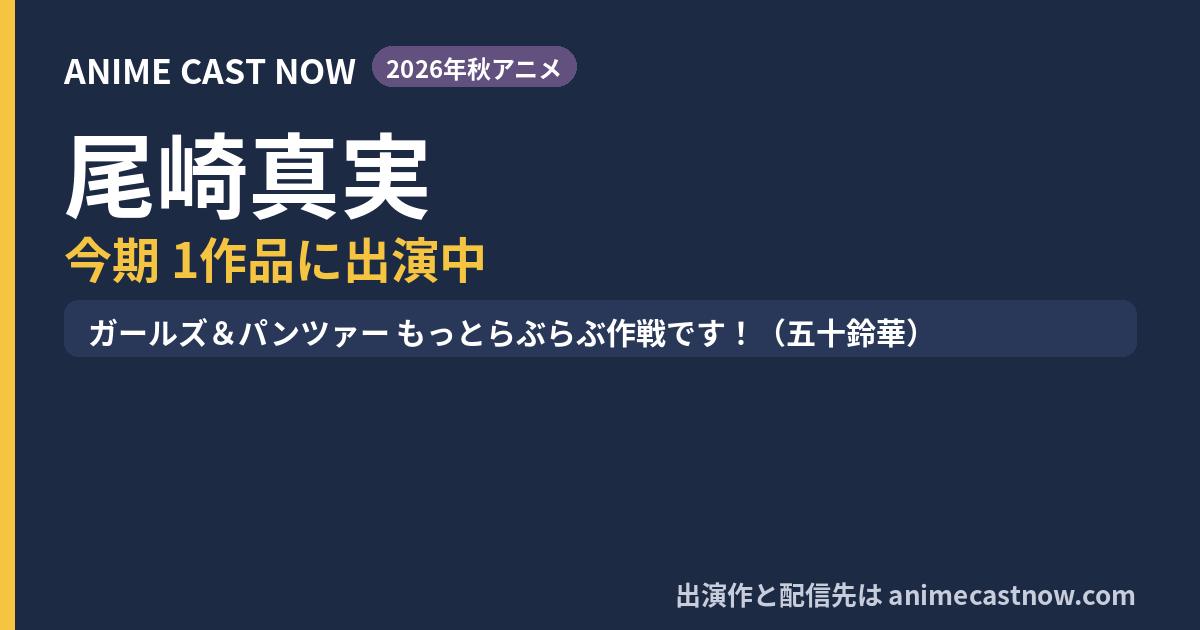 ANIME CAST NOW 2026年秋アニメ
尾崎真実
今期 1作品に出演中
ガールズ＆パンツァー もっとらぶらぶ作戦です！（五十鈴華）
出演作と配信先は animecastnow.com